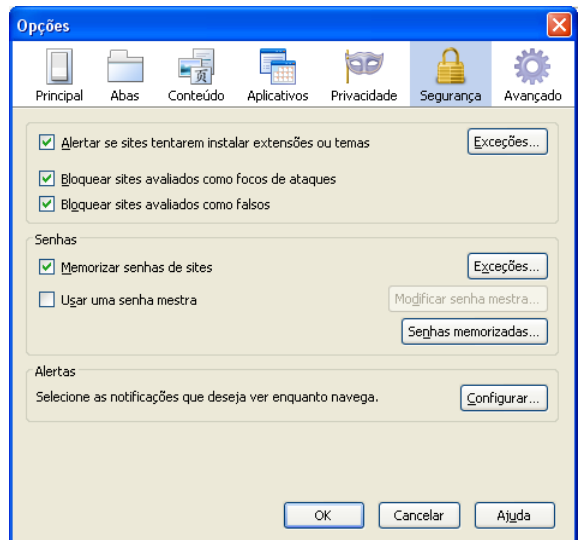 Opções
Principal Abas Conteúdo Aplicativos Privacidade Segurança Avançado
Alertar se sites tentarem instalar extensões ou temas Exceções...
Bloquear sites avaliados como focos de ataques
Bloquear sites avaliados como falsos
Senhas
Memorizar senhas de sites Exceções...
Usar uma senha mestra Modificar senha mestra...
Senhas memorizadas...
Alertas
Selecione as notificações que deseja ver enquanto navega. Configurar...
OK Cancelar Ajuda